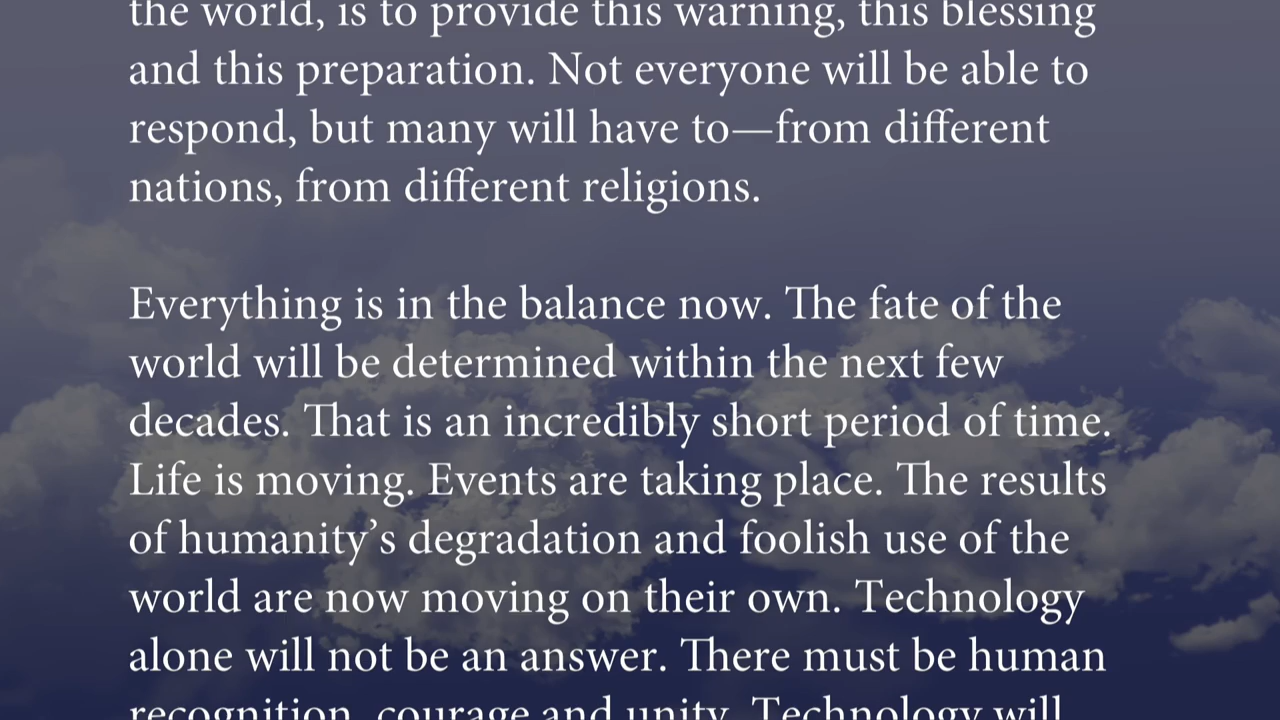 the world, is to provide this warning, this blessing
and this preparation. Not everyone will be able to
respond, but many will have to—from different
nations, from different religions.
Everything is in the balance now. The fate of the
world will be determined within the next few
decades. That is an incredibly short period of time.
Life is moving. Events are taking place. The results
of humanity’s degradation and foolish use of the
world are now moving on their own. Technology
alone will not be an answer. There must be human
recognition, courage and unity. Technology will